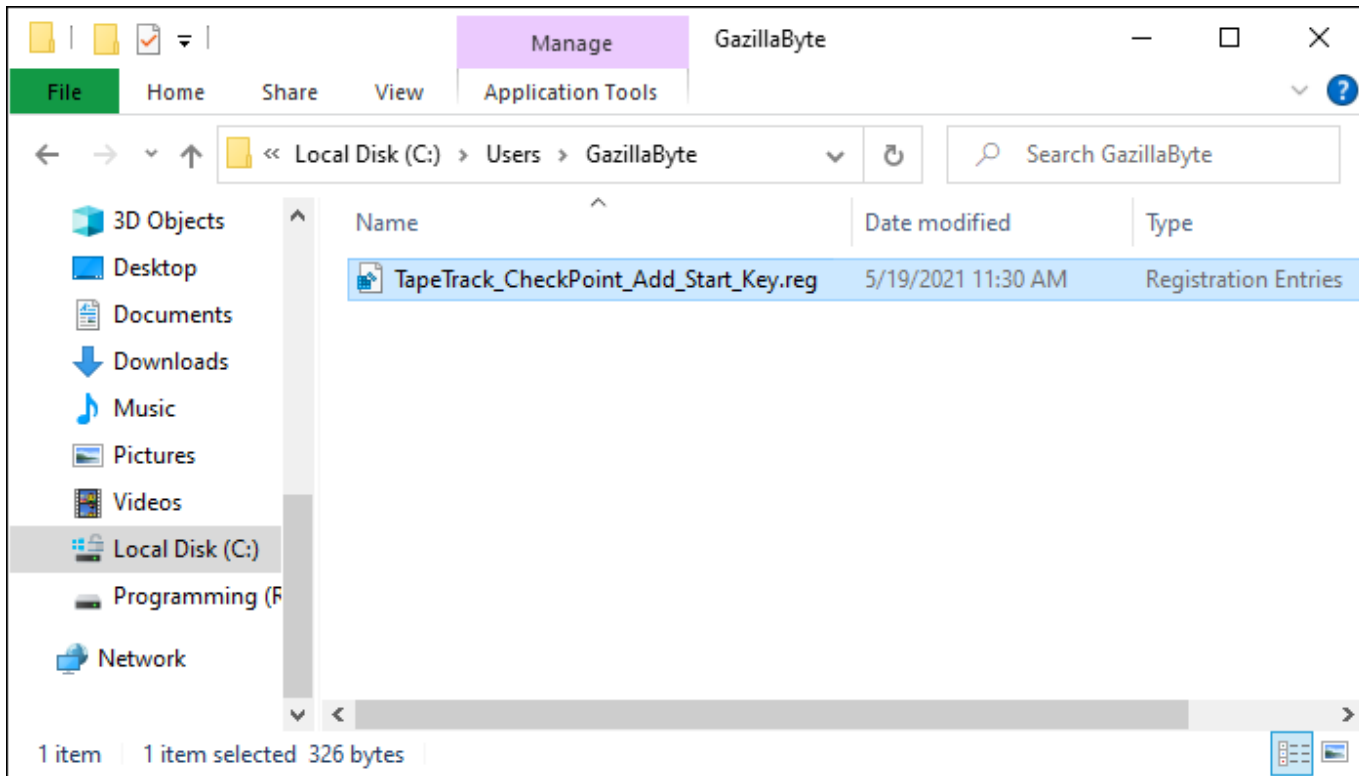 Manage GazillaByte
File Home Share View Application Tools
« Local Disk (C:) > Users > GazillaByte Search GazillaByte
Name Date modified Type
TapeTrack_CheckPoint_Add_Start_Key.reg 5/19/2021 11:30 AM Registration Entries
3D Objects
Desktop
Documents
Downloads
Music
Pictures
Videos
Local Disk (C:)
Programming (R
Network
1 item 1 item selected 326 bytes